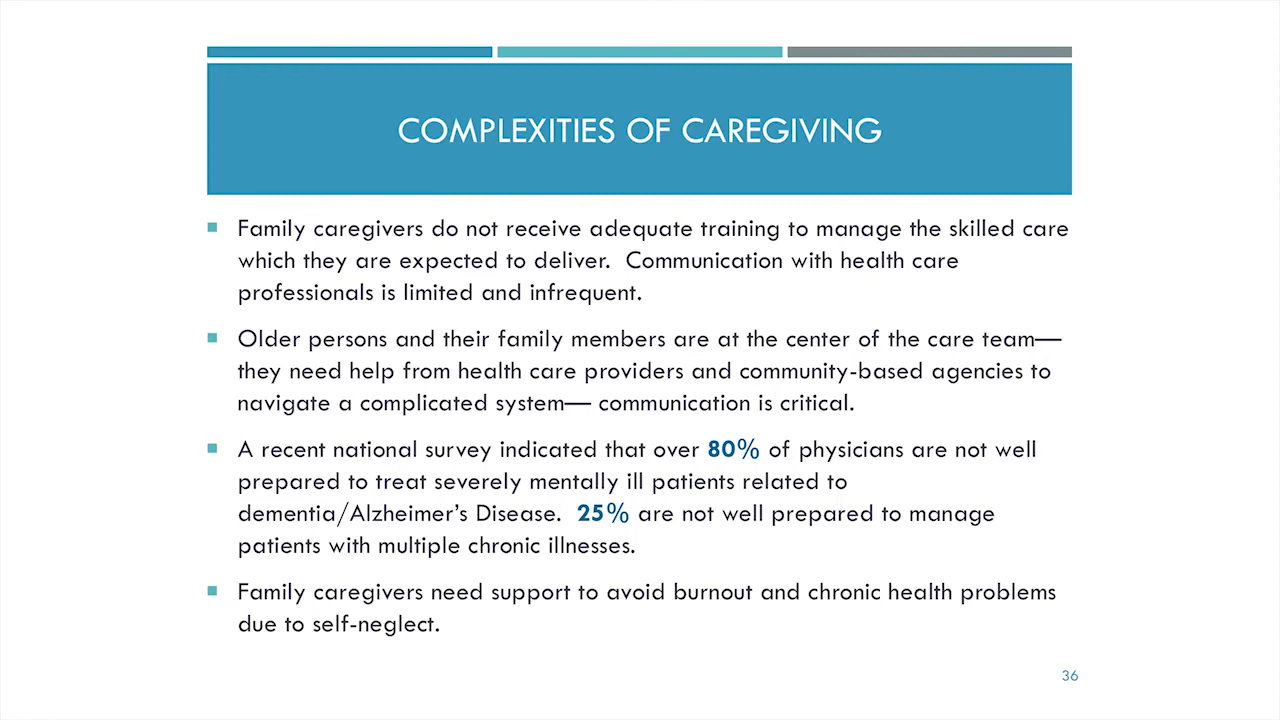 COMPLEXITIES OF CAREGIVING
Family caregivers do not receive adequate training to manage the skilled care
which they are expected to deliver.  Communication with health care
professionals is limited and infrequent.
Older persons and their family members are at the center of the care team—
they need help from health care providers and community-based agencies to
navigate a complicated system— communication is critical.
A recent national survey indicated that over 80% of physicians are not well
prepared to treat severely mentally ill patients related to
dementia/Alzheimer’s Disease.  25% are not well prepared to manage
patients with multiple chronic illnesses.
Family caregivers need support to avoid burnout and chronic health problems
due to self-neglect.
36